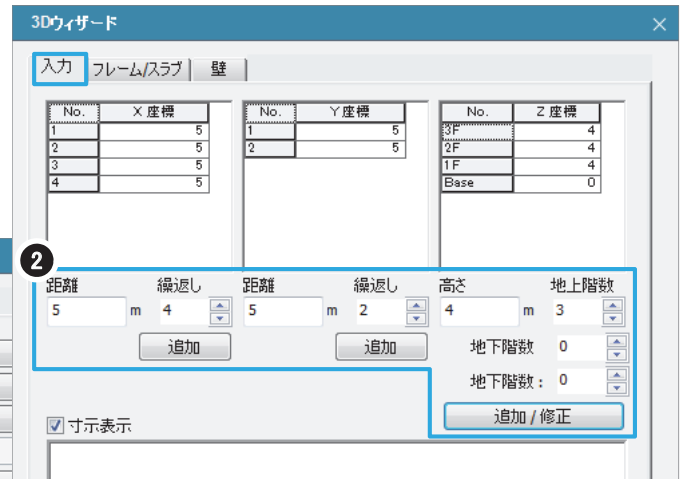 3Dウィザード
入力 フレーム/スラブ 壁
No. X 座標 No. Y 座標 No. Z 座標
1 5 1 5 3F 4
2 5 2 5 2F 4
3 5 1F 4
4 5 Base 0
2
距離 繰返し 距離 繰返し 高さ 地上階数
5 m 4 5 m 2 4 m 3
追加 追加 地下階数 0
地下階数： 0
追加 / 修正
寸示表示